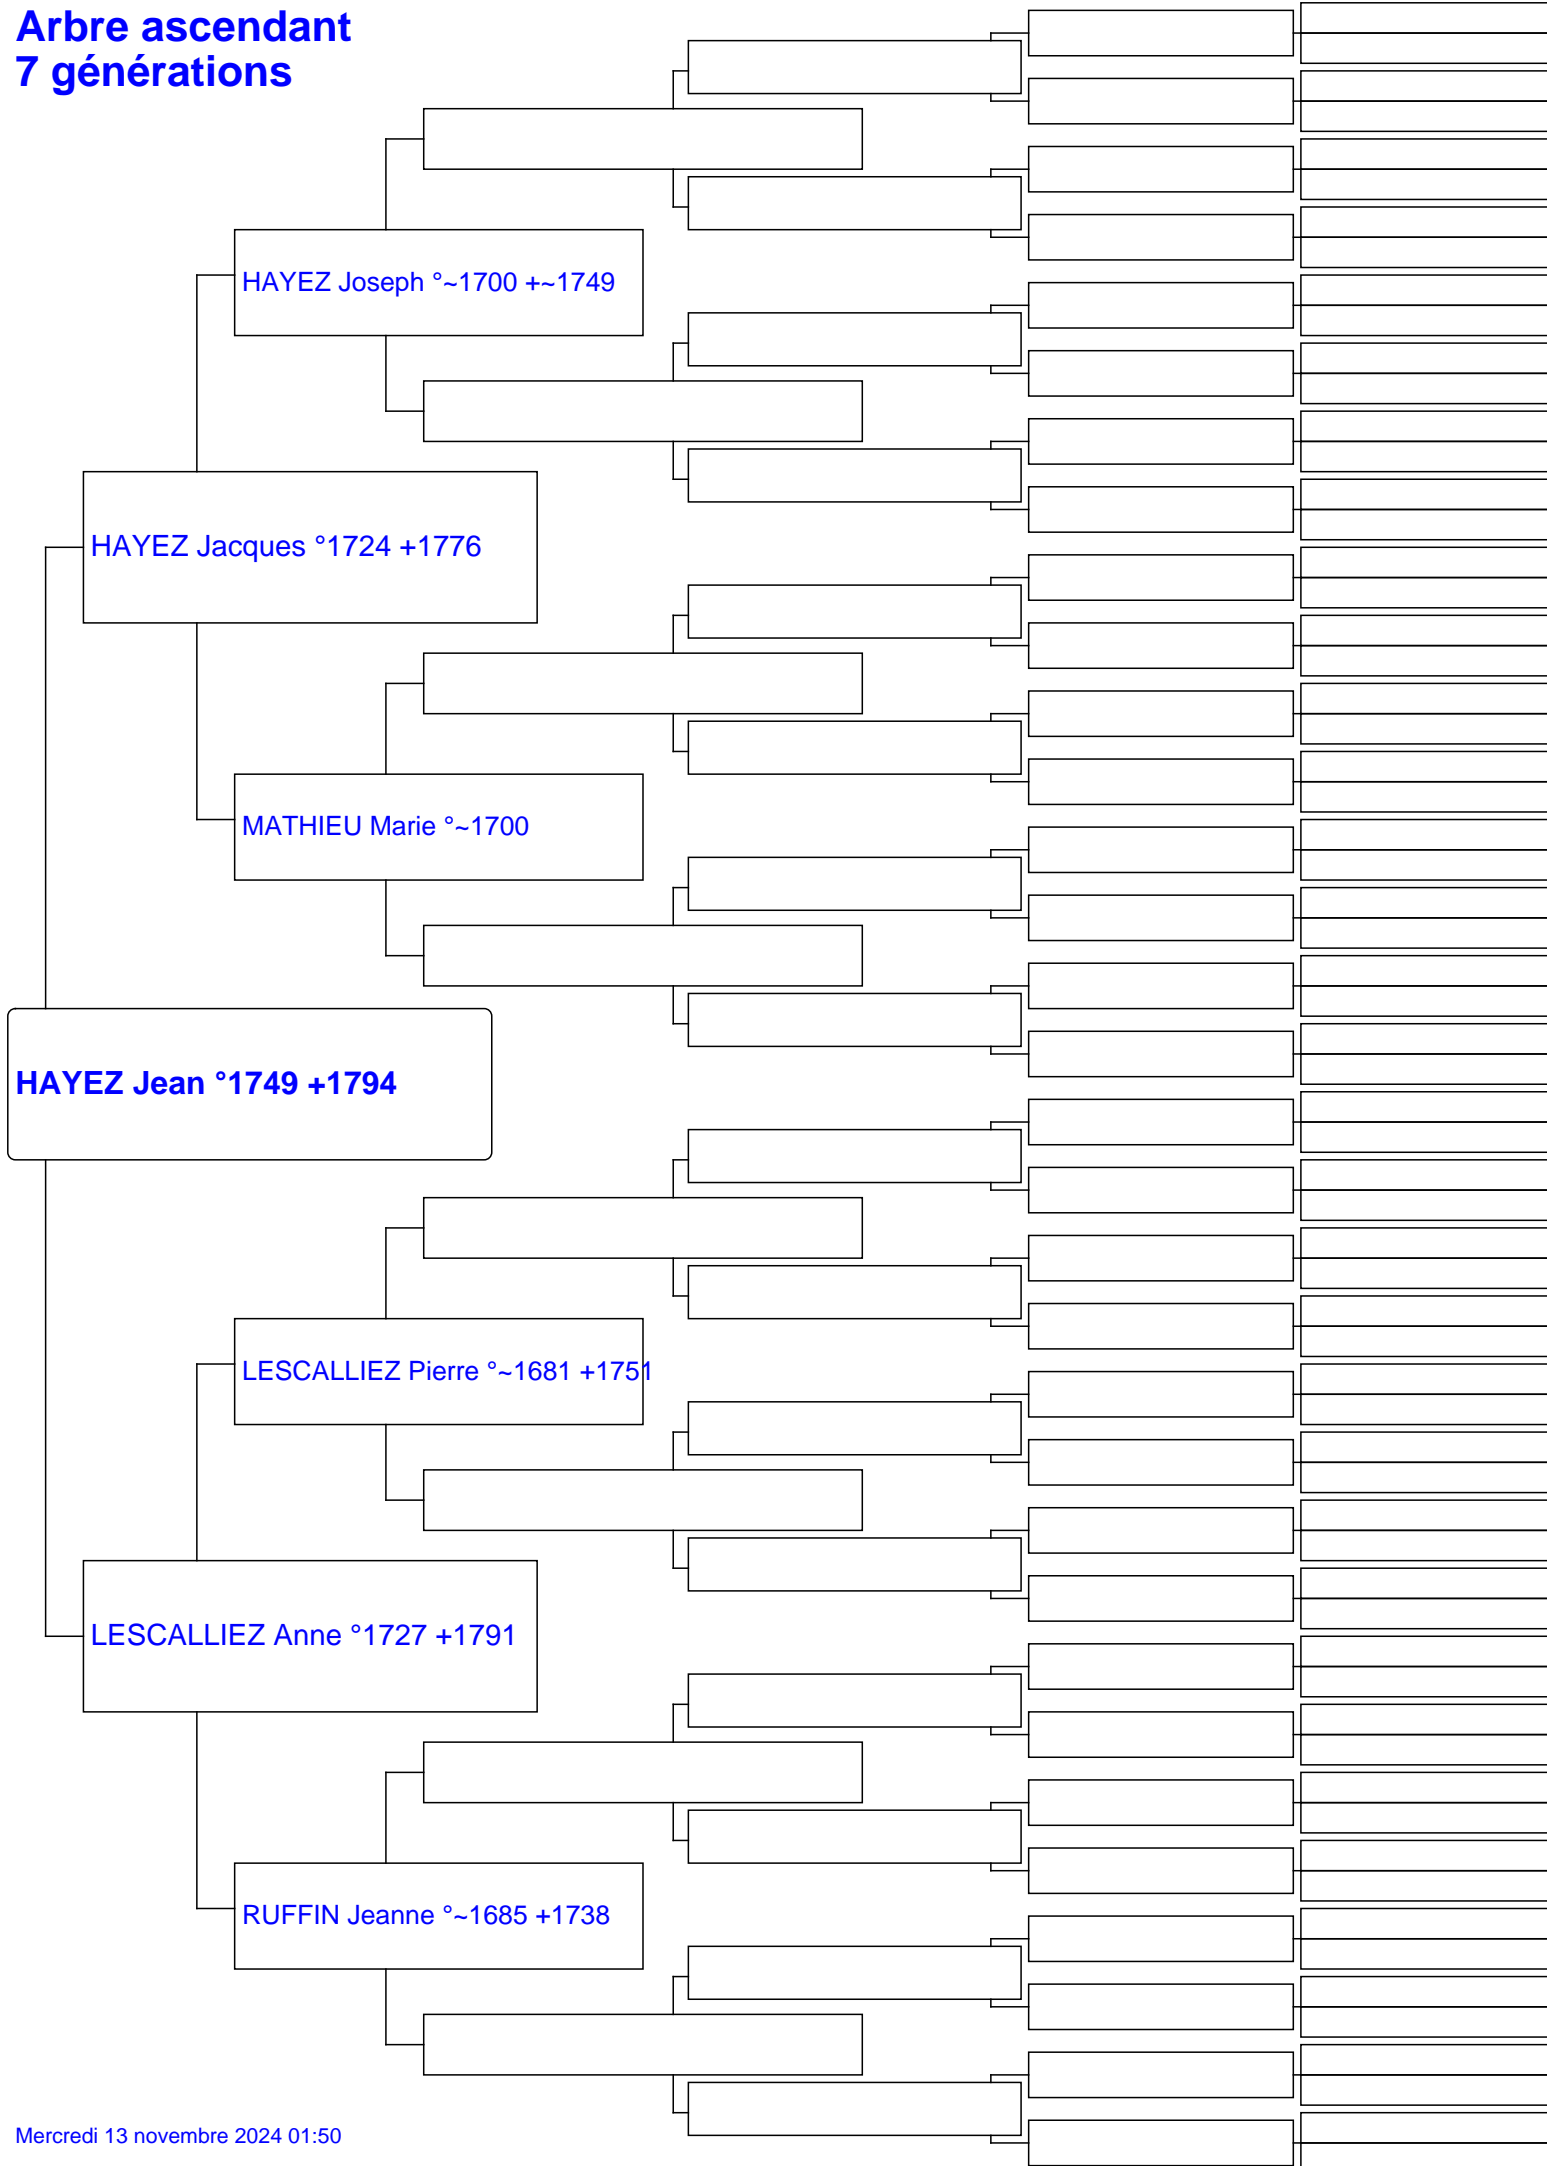 Arbre ascendant
7 générations
HAYEZ Joseph °~1700 +~1749
HAYEZ Jacques °1724 +1776
MATHIEU Marie °~1700
HAYEZ Jean °1749 +1794
LESCALLIEZ Pierre °~1681 +1751
LESCALLIEZ Anne °1727 +1791
RUFFIN Jeanne °~1685 +1738
Mercredi 13 novembre 2024 01:50